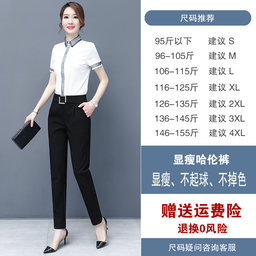 尺码推荐
95斤以下 建议 S
96-105斤 建议 M
106-115斤 建议 L
116-125斤 建议 XL
126-135斤 建议 2XL
136-145斤 建议 3XL
146-155斤 建议 4XL
显瘦哈伦裤
显瘦、不起球、不掉色
赠送运费险
退换0风险
尺码疑问咨询客服